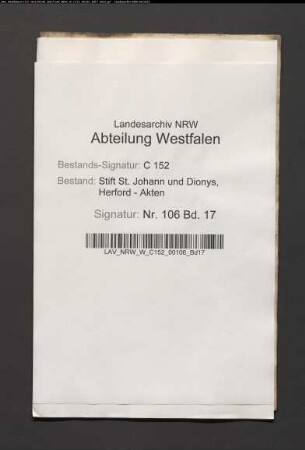 Landesarchiv NRW
Abteilung Westfalen
Bestands-Signatur: C 152
Bestand: Stift St. Johann und Dionys,
Herford - Akten
Signatur: Nr. 106 Bd. 17
LAV_NRW_W_C152_00106_Bd17